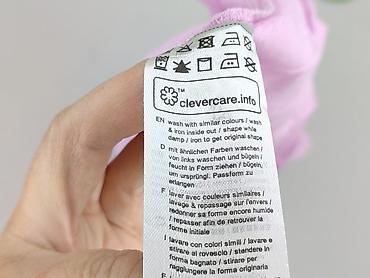 TM
clevercare.info
EN wash with similar colours / wash
& iron inside out / shape while
damp / iron to get original shape
D mit ähnlichen Farben waschen /
von links waschen und bügeln /
feucht in Form ziehen / bügeln,
um ursprüngl. Passform zu
erlangen
F laver avec couleurs similaires /
lavage & repassage sur l'envers /
redonner sa forme encore humide
/ repasser afin de retrouver la
forme initiale
I lavare con colori simili / lavare e
stirare al rovescio / stendere in
forma bagnato / stirare per
raggiungere la forma originaria